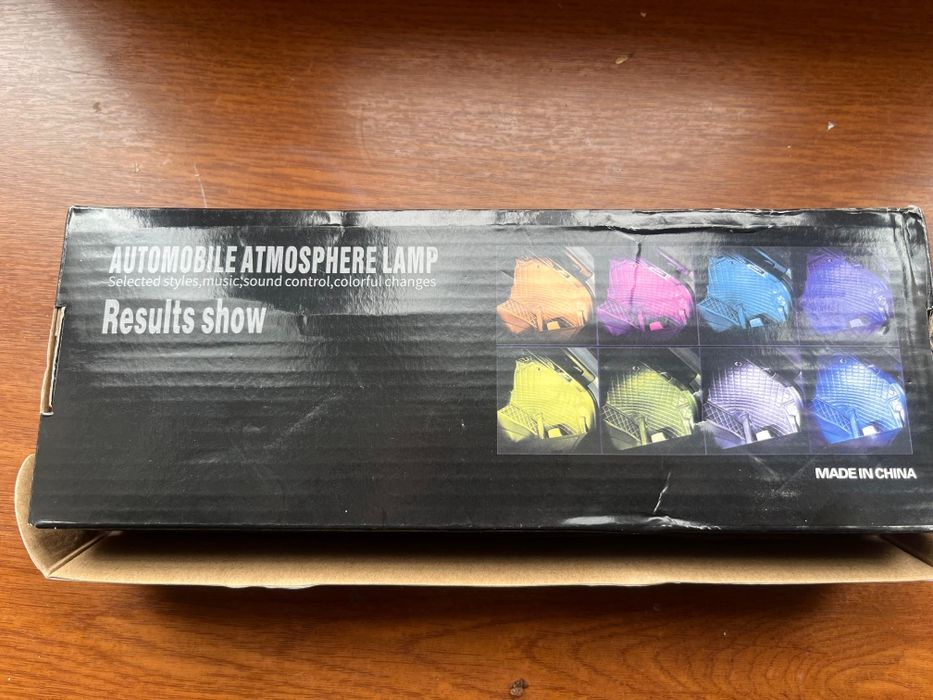 AUTOMOBILE ATMOSPHERE LAMP
Selected styles,music,sound control,colorful changes
Results show
MADE IN CHINA